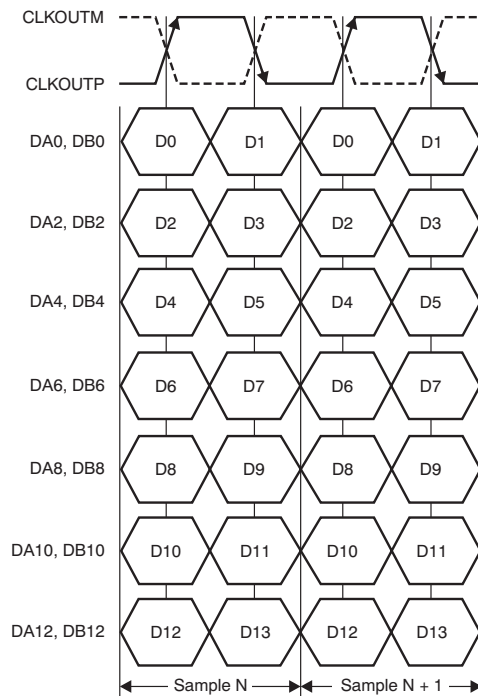 CLKOUTM
CLKOUTP
DA0, DB0 D0 D1 D0 D1
DA2, DB2 D2 D3 D2 D3
DA4, DB4 D4 D5 D4 D5
DA6, DB6 D6 D7 D6 D7
DA8, DB8 D8 D9 D8 D9
DA10, DB10 D10 D11 D10 D11
DA12, DB12 D12 D13 D12 D13
Sample N Sample N + 1